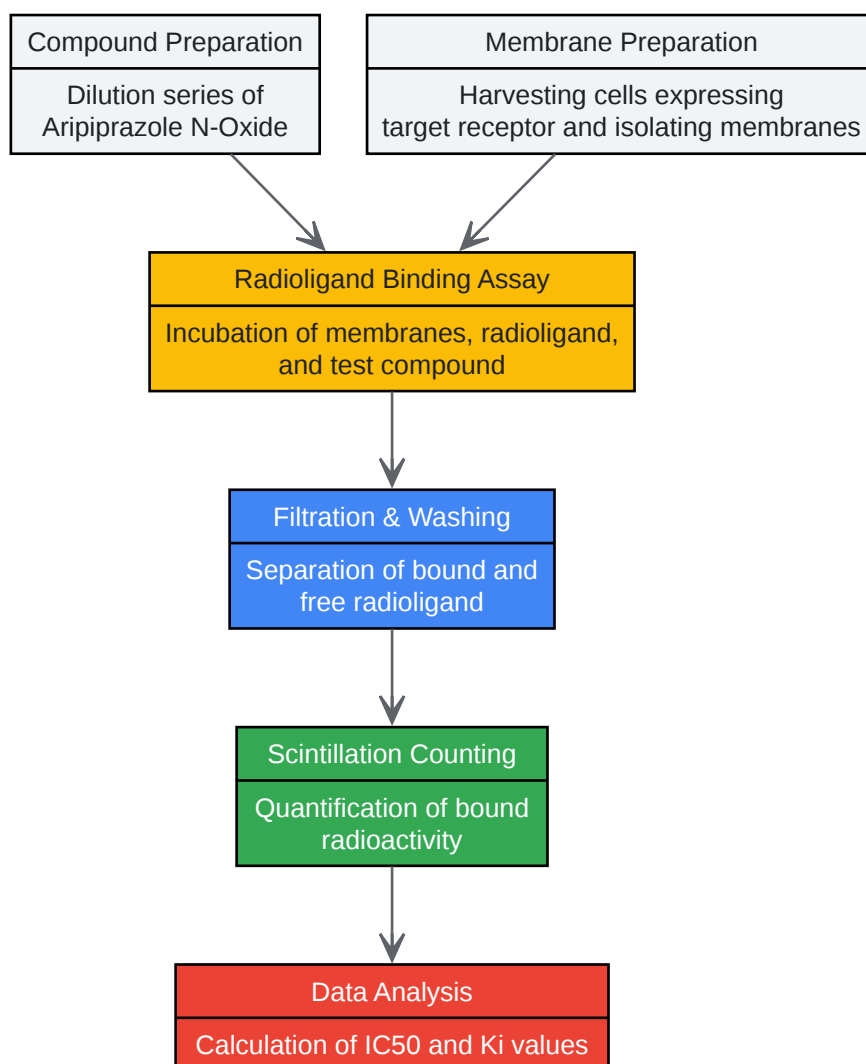 Compound Preparation
Dilution series of
Aripiprazole N-Oxide
Membrane Preparation
Harvesting cells expressing
target receptor and isolating membranes
Radioligand Binding Assay
Incubation of membranes, radioligand,
and test compound
Filtration & Washing
Separation of bound and
free radioligand
Scintillation Counting
Quantification of bound
radioactivity
Data Analysis
Calculation of IC50 and Ki values